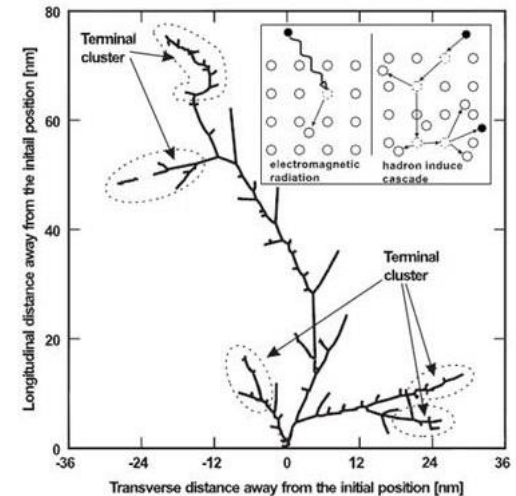 80
60
40
20
0
-36
-24
-12
0
12
24
36
Longitudinal distance away from the initail position [nm]
Transverse distance away from the initial position [nm]
Terminal
cluster
electromagnetic
radiation
hadron induce
cascade
Terminal
cluster